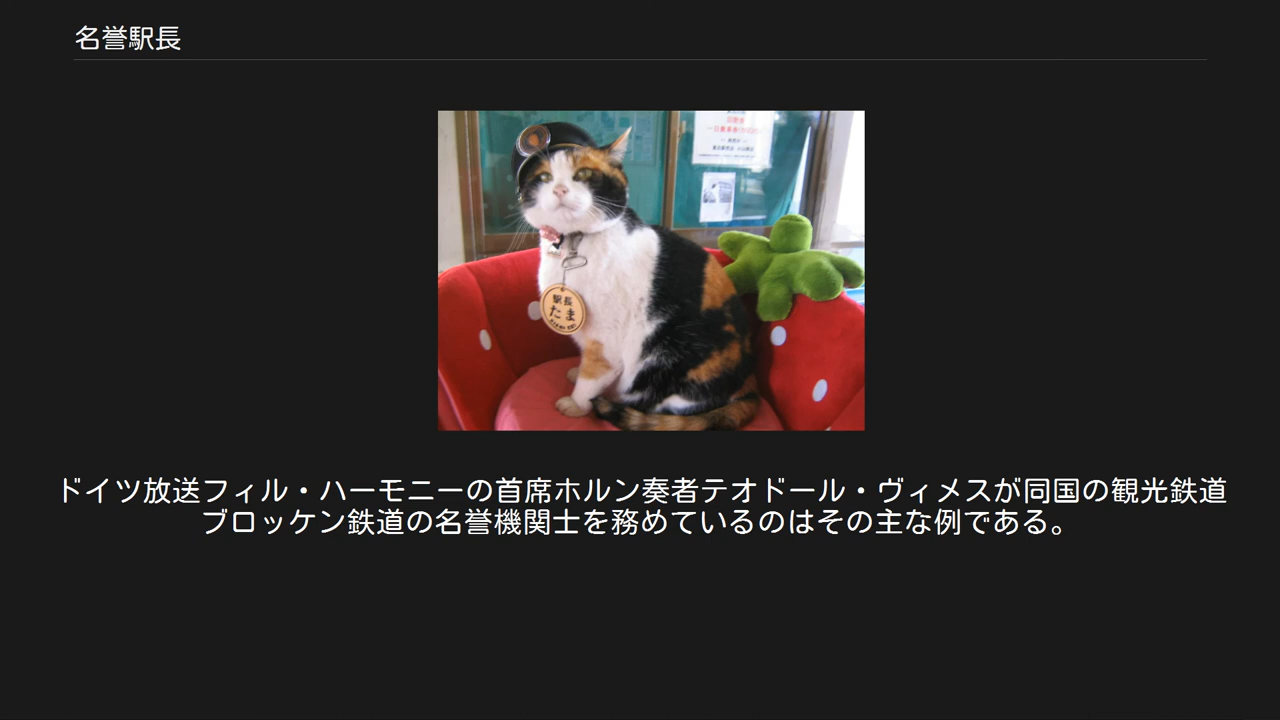 名誉駅長
駅長
たま
ドイツ放送フィル・ハーモニーの首席ホルン奏者テオドール・ヴィメスが同国の観光鉄道
ブロッケン鉄道の名誉機関士を務めているのはその主な例である。